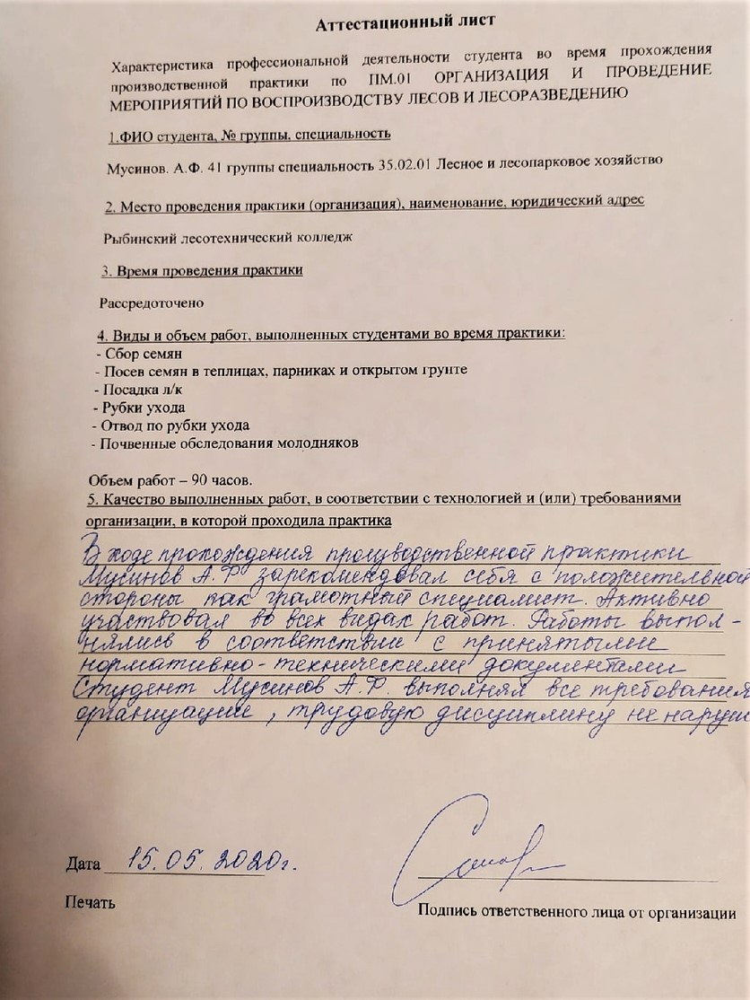 Аттестационный лист
Характеристика профессиональной деятельности студента во время прохождения
производственной практики по ПМ.01 ОРГАНИЗАЦИЯ И ПРОВЕДЕНИЕ
МЕРОПРИЯТИЙ ПО ВОСПРОИЗВОДСТВУ ЛЕСОВ И ЛЕСОРАЗВЕДЕНИЮ
1.ФИО студента, № группы, специальность
Мусинов. А.Ф. 41 группы специальность 35.02.01 Лесное и лесопарковое хозяйство
2. Место проведения практики (организация), наименование, юридический адрес
Рыбинский лесотехнический колледж
3. Время проведения практики
Рассредоточено
4. Виды и объем работ, выполненных студентами во время практики:
- Сбор семян
- Посев семян в теплицах, парниках и открытом грунте
- Посадка л/к
- Рубки ухода
- Отвод по рубки ухода
- Почвенные обследования молодняков
Объем работ – 90 часов.
5. Качество выполненных работ, в соответствии с технологией и (или) требованиями
организации, в которой проходила практика
В ходе прохождения производственной практики
Мусинов А.Ф зарекомендовал себя с положительной
стороны как грамотный специалист. Активно
участвовал во всех видах работ. Работы выпол-
нялись в соответствии с принятыми
нормативно-техническими документами
Студент Мусинов А.Ф. выполнял все требования
организации, трудовую дисциплину не наруш
Дата 15.05.2020г.
Печать
Подпись ответственного лица от организации